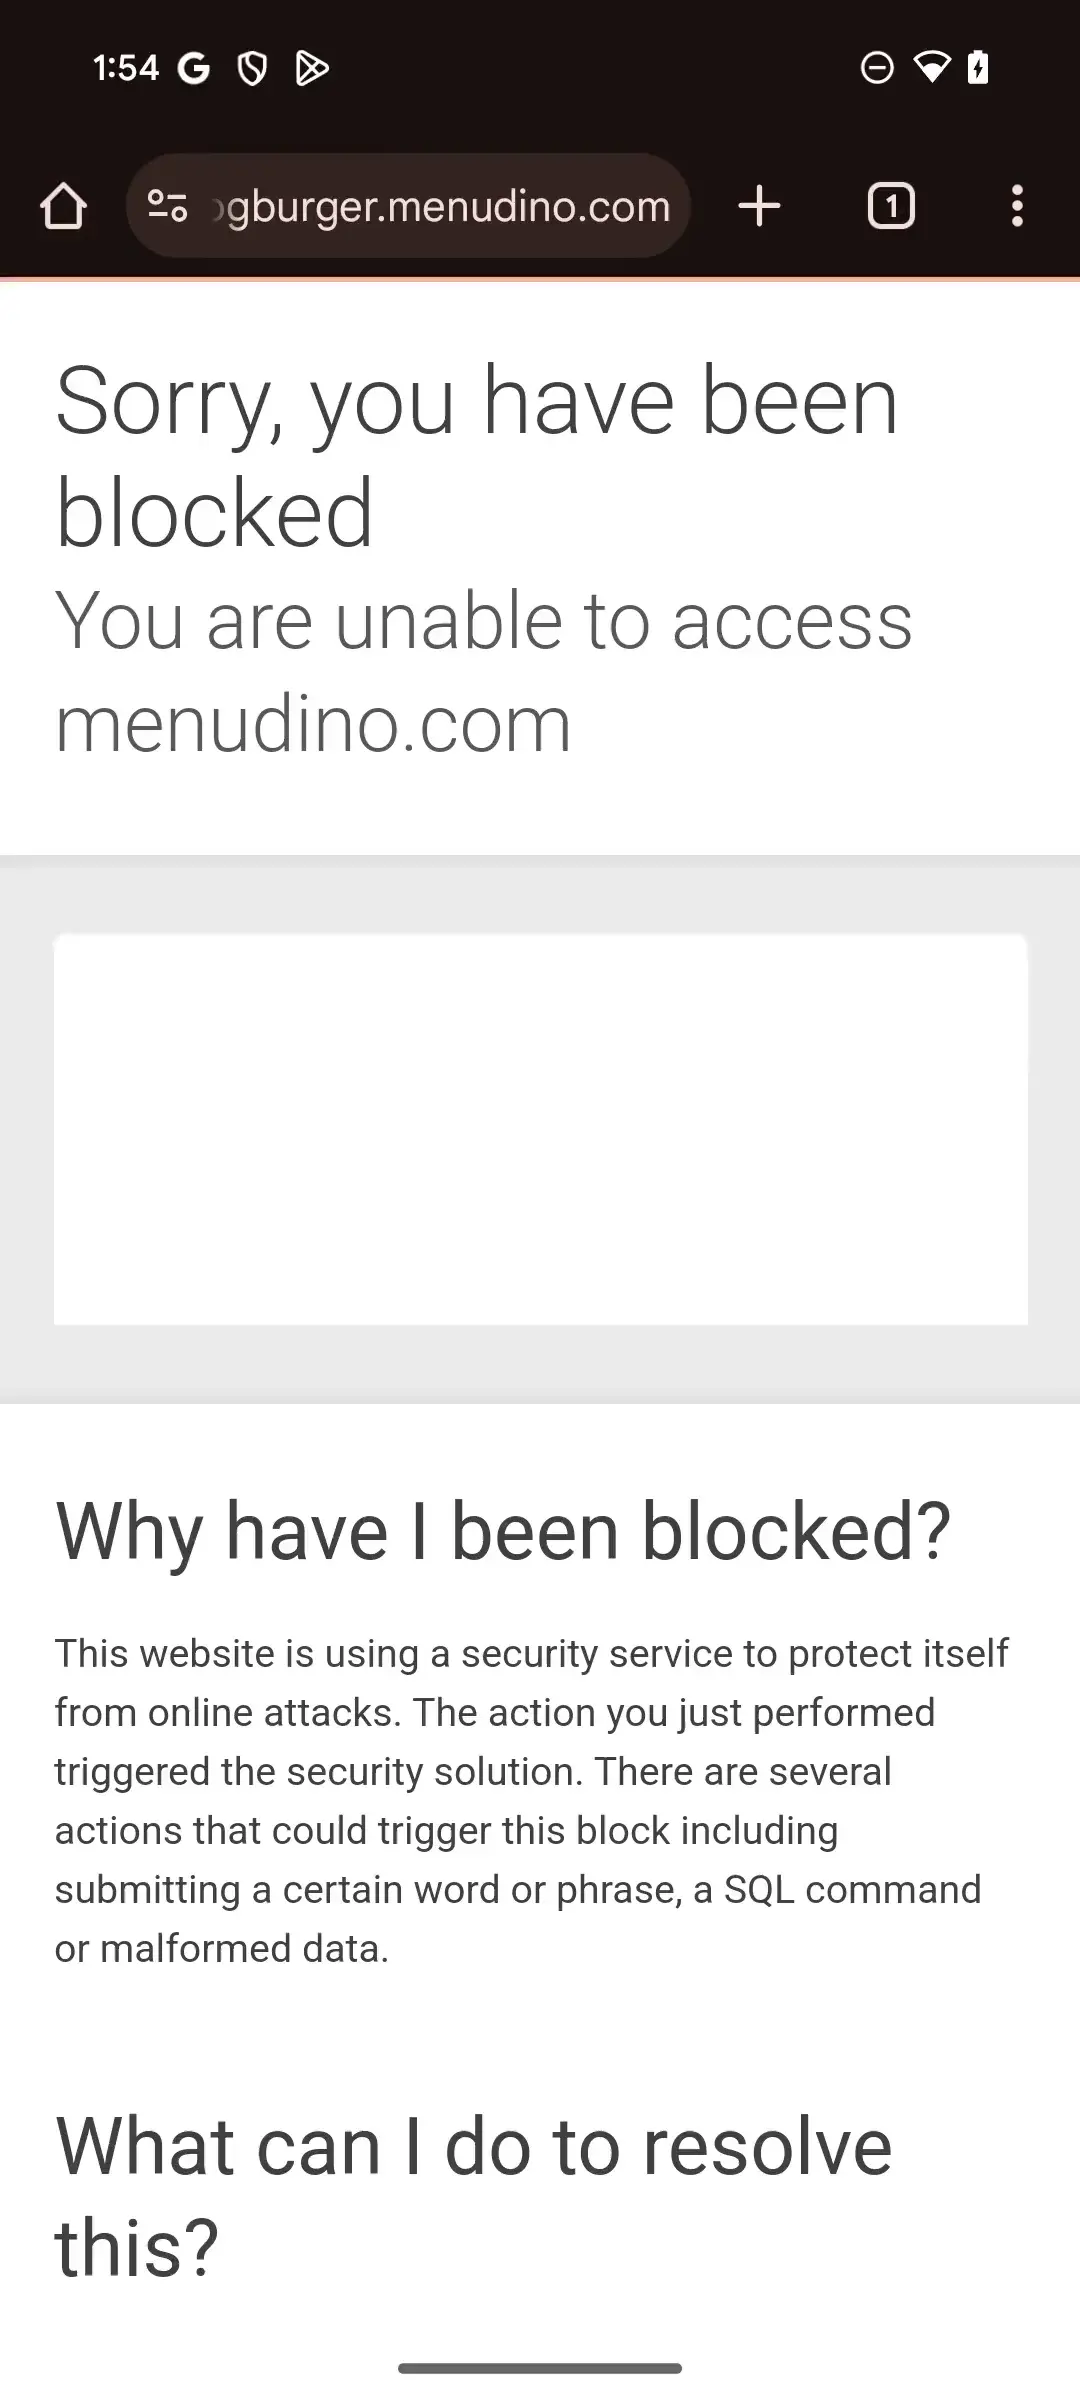 1:54
gburger.menudino.com
1
Sorry, you have been
blocked
You are unable to access
menudino.com
Why have I been blocked?
This website is using a security service to protect itself
from online attacks. The action you just performed
triggered the security solution. There are several
actions that could trigger this block including
submitting a certain word or phrase, a SQL command
or malformed data.
What can I do to resolve
this?